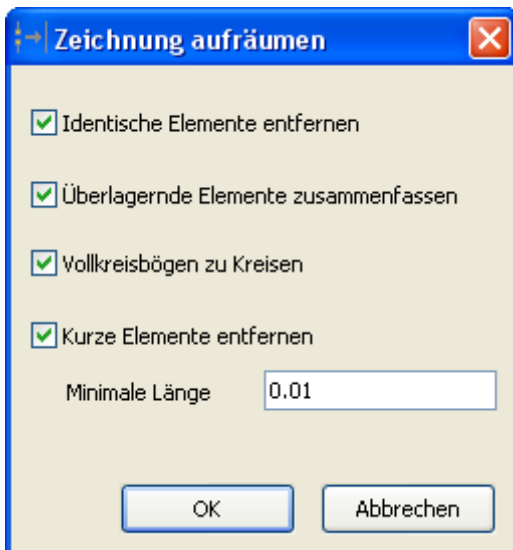 Zeichnung aufräumen
Identische Elemente entfernen
Überlagernde Elemente zusammenfassen
Vollkreisbögen zu Kreisen
Kurze Elemente entfernen
Minimale Länge 0.01
OK Abbrechen